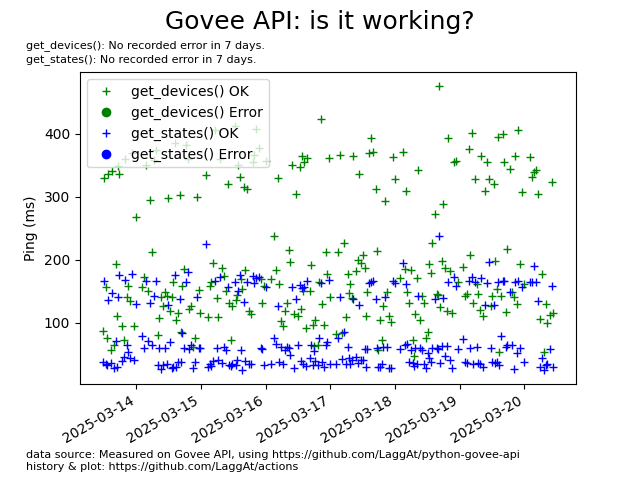 Govee API: is it working?
get_devices(): No recorded error in 7 days.
get_states(): No recorded error in 7 days.
get_devices() OK
get_devices() Error
get_states() OK
get_states() Error
Ping (ms)
400
300
200
100
2025-03-14
2025-03-15
2025-03-16
2025-03-17
2025-03-18
2025-03-19
2025-03-20
data source: Measured on Govee API, using https://github.com/LaggAt/python-govee-api
history & plot: https://github.com/LaggAt/actions